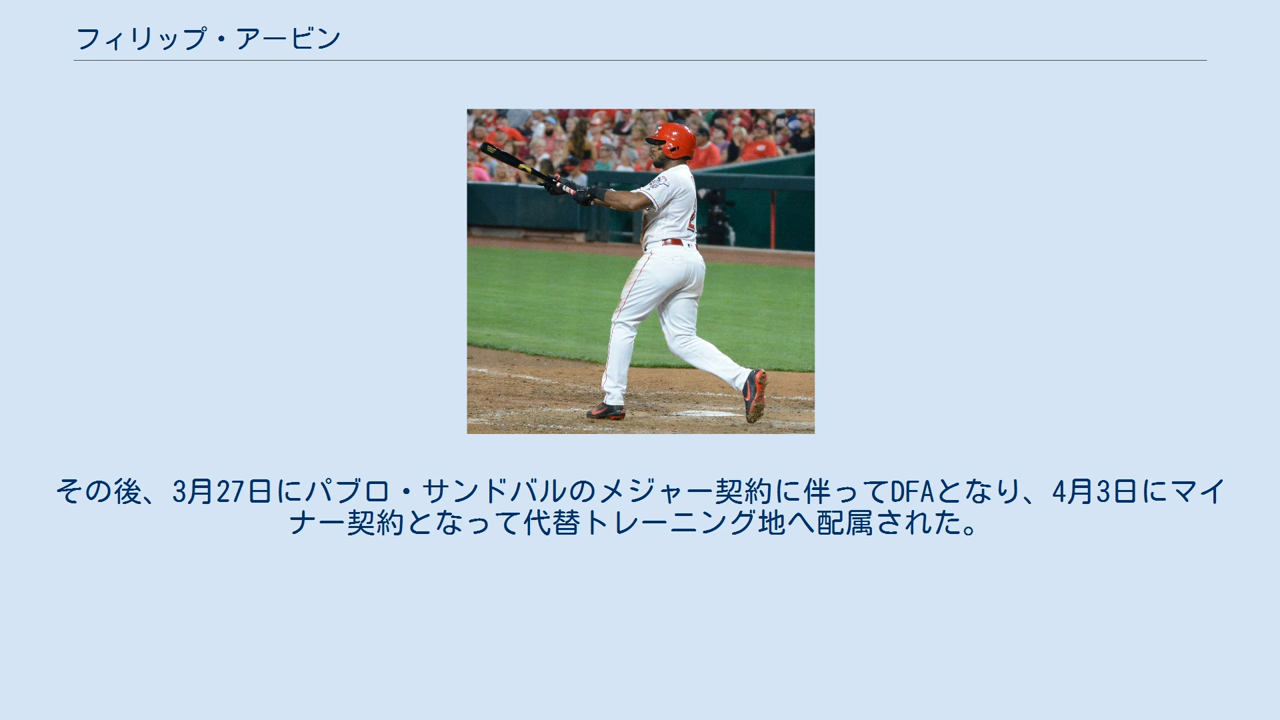 フィリップ・アービン
その後、3月27日にパブロ・サンドバルのメジャー契約に伴ってDFAとなり、4月3日にマイ
ナー契約となって代替トレーニング地へ配属された。